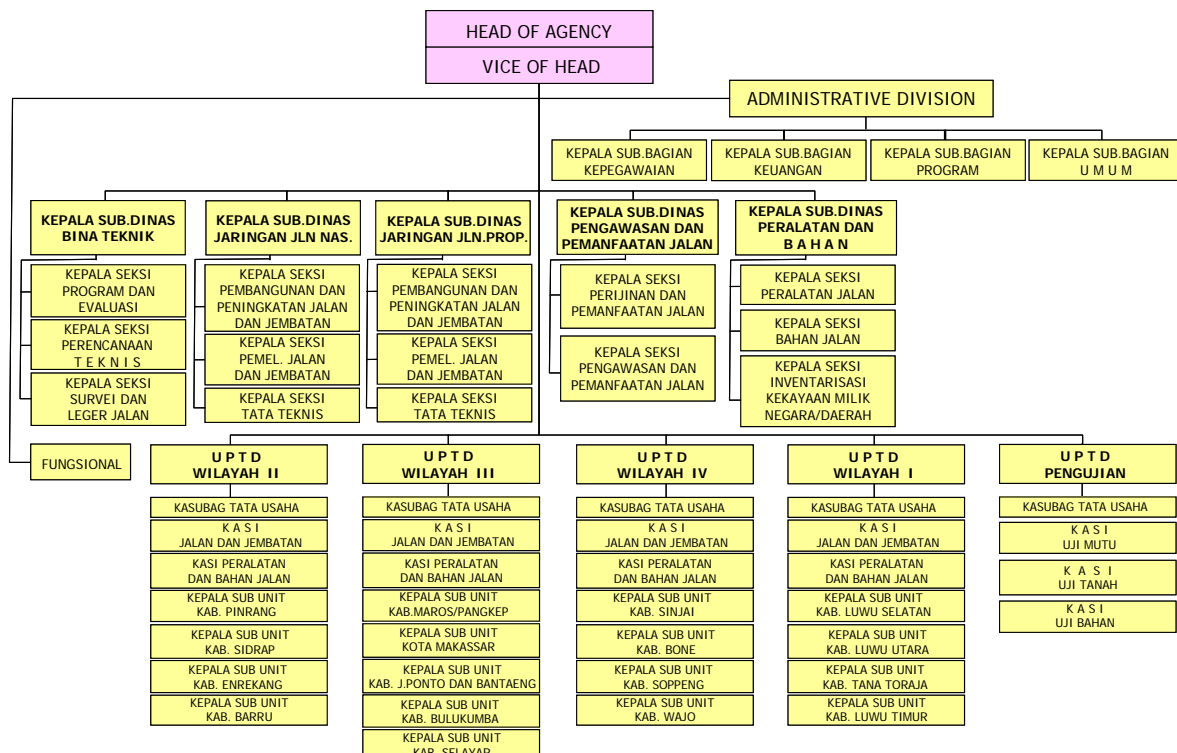 HEAD OF AGENCY
VICE OF HEAD
ADMINISTRATIVE DIVISION
KEPALA SUB.BAGIAN
KEPEGAWAIAN
KEPALA SUB.BAGIAN
KEUANGAN
KEPALA SUB.BAGIAN
PROGRAM
KEPALA SUB.BAGIAN
U M U M
KEPALA SUB.DINAS
BINA TEKNIK
KEPALA SEKSI
PROGRAM DAN
EVALUASI
KEPALA SEKSI
PERENCANAAN
T E K N I S
KEPALA SEKSI
SURVEI DAN
LEGER JALAN
KEPALA SUB.DINAS
JARINGAN JLN NAS.
KEPALA SEKSI
PEMBANGUNAN DAN
PENINGKATAN JALAN
DAN JEMBATAN
KEPALA SEKSI
PEMEL. JALAN
DAN JEMBATAN
KEPALA SEKSI
TATA TEKNIS
KEPALA SUB.DINAS
JARINGAN JLN.PROP.
KEPALA SEKSI
PEMBANGUNAN DAN
PENINGKATAN JALAN
DAN JEMBATAN
KEPALA SEKSI
PEMEL. JALAN
DAN JEMBATAN
KEPALA SEKSI
TATA TEKNIS
KEPALA SUB.DINAS
PENGAWASAN DAN
PEMANFAATAN JALAN
KEPALA SEKSI
PERIJINAN DAN
PEMANFAATAN JALAN
KEPALA SEKSI
PENGAWASAN DAN
PEMANFAATAN JALAN
KEPALA SUB.DINAS
PERALATAN DAN
B A H A N
KEPALA SEKSI
PERALATAN JALAN
KEPALA SEKSI
BAHAN JALAN
KEPALA SEKSI
INVENTARISASI
KEKAYAAN MILIK
NEGARA/DAERAH
FUNGSIONAL
U P T D
WILAYAH II
KASUBAG TATA USAHA
K A S I
JALAN DAN JEMBATAN
KASI PERALATAN
DAN BAHAN JALAN
KEPALA SUB UNIT
KAB. PINRANG
KEPALA SUB UNIT
KAB. SIDRAP
KEPALA SUB UNIT
KAB. ENREKANG
KEPALA SUB UNIT
KAB. BARRU
U P T D
WILAYAH III
KASUBAG TATA USAHA
K A S I
JALAN DAN JEMBATAN
KASI PERALATAN
DAN BAHAN JALAN
KEPALA SUB UNIT
KAB.MAROS/PANGKEP
KEPALA SUB UNIT
KOTA MAKASSAR
KEPALA SUB UNIT
KAB. J.PONTO DAN BANTAENG
KEPALA SUB UNIT
KAB. BULUKUMBA
KEPALA SUB UNIT
KAB. SELAYAR
U P T D
WILAYAH IV
KASUBAG TATA USAHA
K A S I
JALAN DAN JEMBATAN
KASI PERALATAN
DAN BAHAN JALAN
KEPALA SUB UNIT
KAB. SINJAI
KEPALA SUB UNIT
KAB. BONE
KEPALA SUB UNIT
KAB. SOPPENG
KEPALA SUB UNIT
KAB. WAJO
U P T D
WILAYAH I
KASUBAG TATA USAHA
K A S I
JALAN DAN JEMBATAN
KASI PERALATAN
DAN BAHAN JALAN
KEPALA SUB UNIT
KAB. LUWU SELATAN
KEPALA SUB UNIT
KAB. LUWU UTARA
KEPALA SUB UNIT
KAB. TANA TORAJA
KEPALA SUB UNIT
KAB. LUWU TIMUR
U P T D
PENGUJIAN
KASUBAG TATA USAHA
K A S I
UJI MUTU
K A S I
UJI TANAH
K A S I
UJI BAHAN